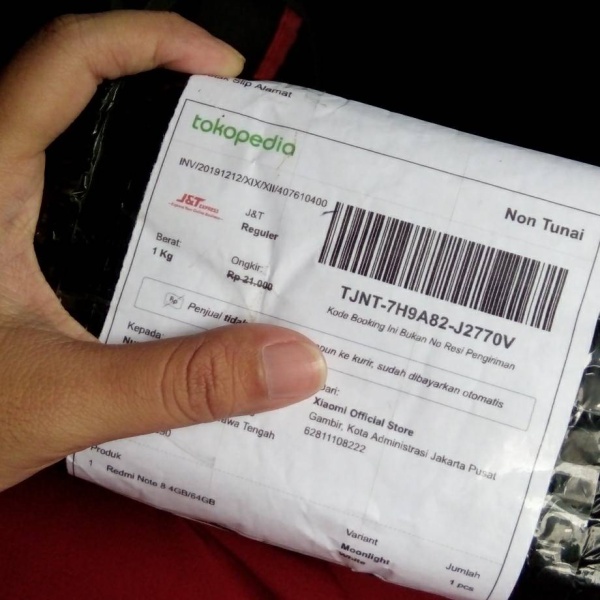 Slip Alamat
tokopedia
INV/20191212/XIX/XII/407610400
Non Tunai
J&T EXPRESS
J&T
Reguler
Berat:
1 Kg
Ongkir:
Rp 21,000
TJNT-7H9A82-J2770V
Kode Booking Ini Bukan No Resi Pengiriman
Rp
Penjual tidak
ke kurir, sudah dibayarkan otomatis
Kepada:
Dari:
Xiaomi Official Store
Gambir, Kota Administrasi Jakarta Pusat
62811108222
Tengah
Produk
1 Redmi Note 8 4GB/64GB
Variant
Moonlight
White
Jumlah
1 pcs